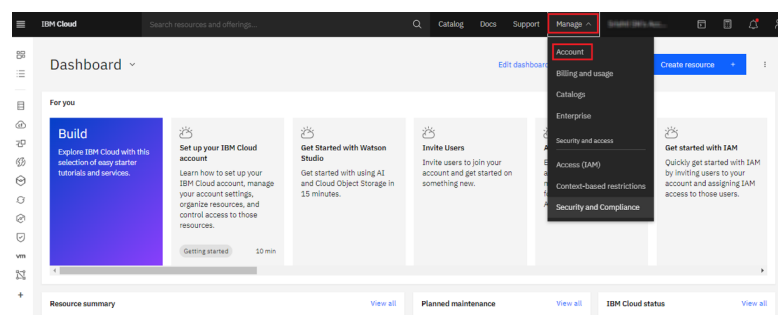 IBM Cloud
Search resources and offerings...
Catalog
Docs
Support
Manage
Dashboard
Edit dashboard
Create resource +
Account
Billing and usage
Catalogs
Enterprise
Security and access
Access (IAM)
Context-based restrictions
Security and Compliance
For you
Build
Explore IBM Cloud with this
selection of easy starter
tutorials and services.
Set up your IBM Cloud
account
Learn how to set up your
IBM Cloud account, manage
your account settings,
organize resources, and
control access to those
resources.
Getting started
10 min
Get Started with Watson
Studio
Get started with using AI
and Cloud Object Storage in
15 minutes.
Invite Users
Invite users to join your
account and get started on
something new.
Get started with IAM
Quickly get started with IAM
by inviting users to your
account and assigning IAM
access to those users.
vm
Resource summary
View all
Planned maintenance
View all
IBM Cloud status
View all